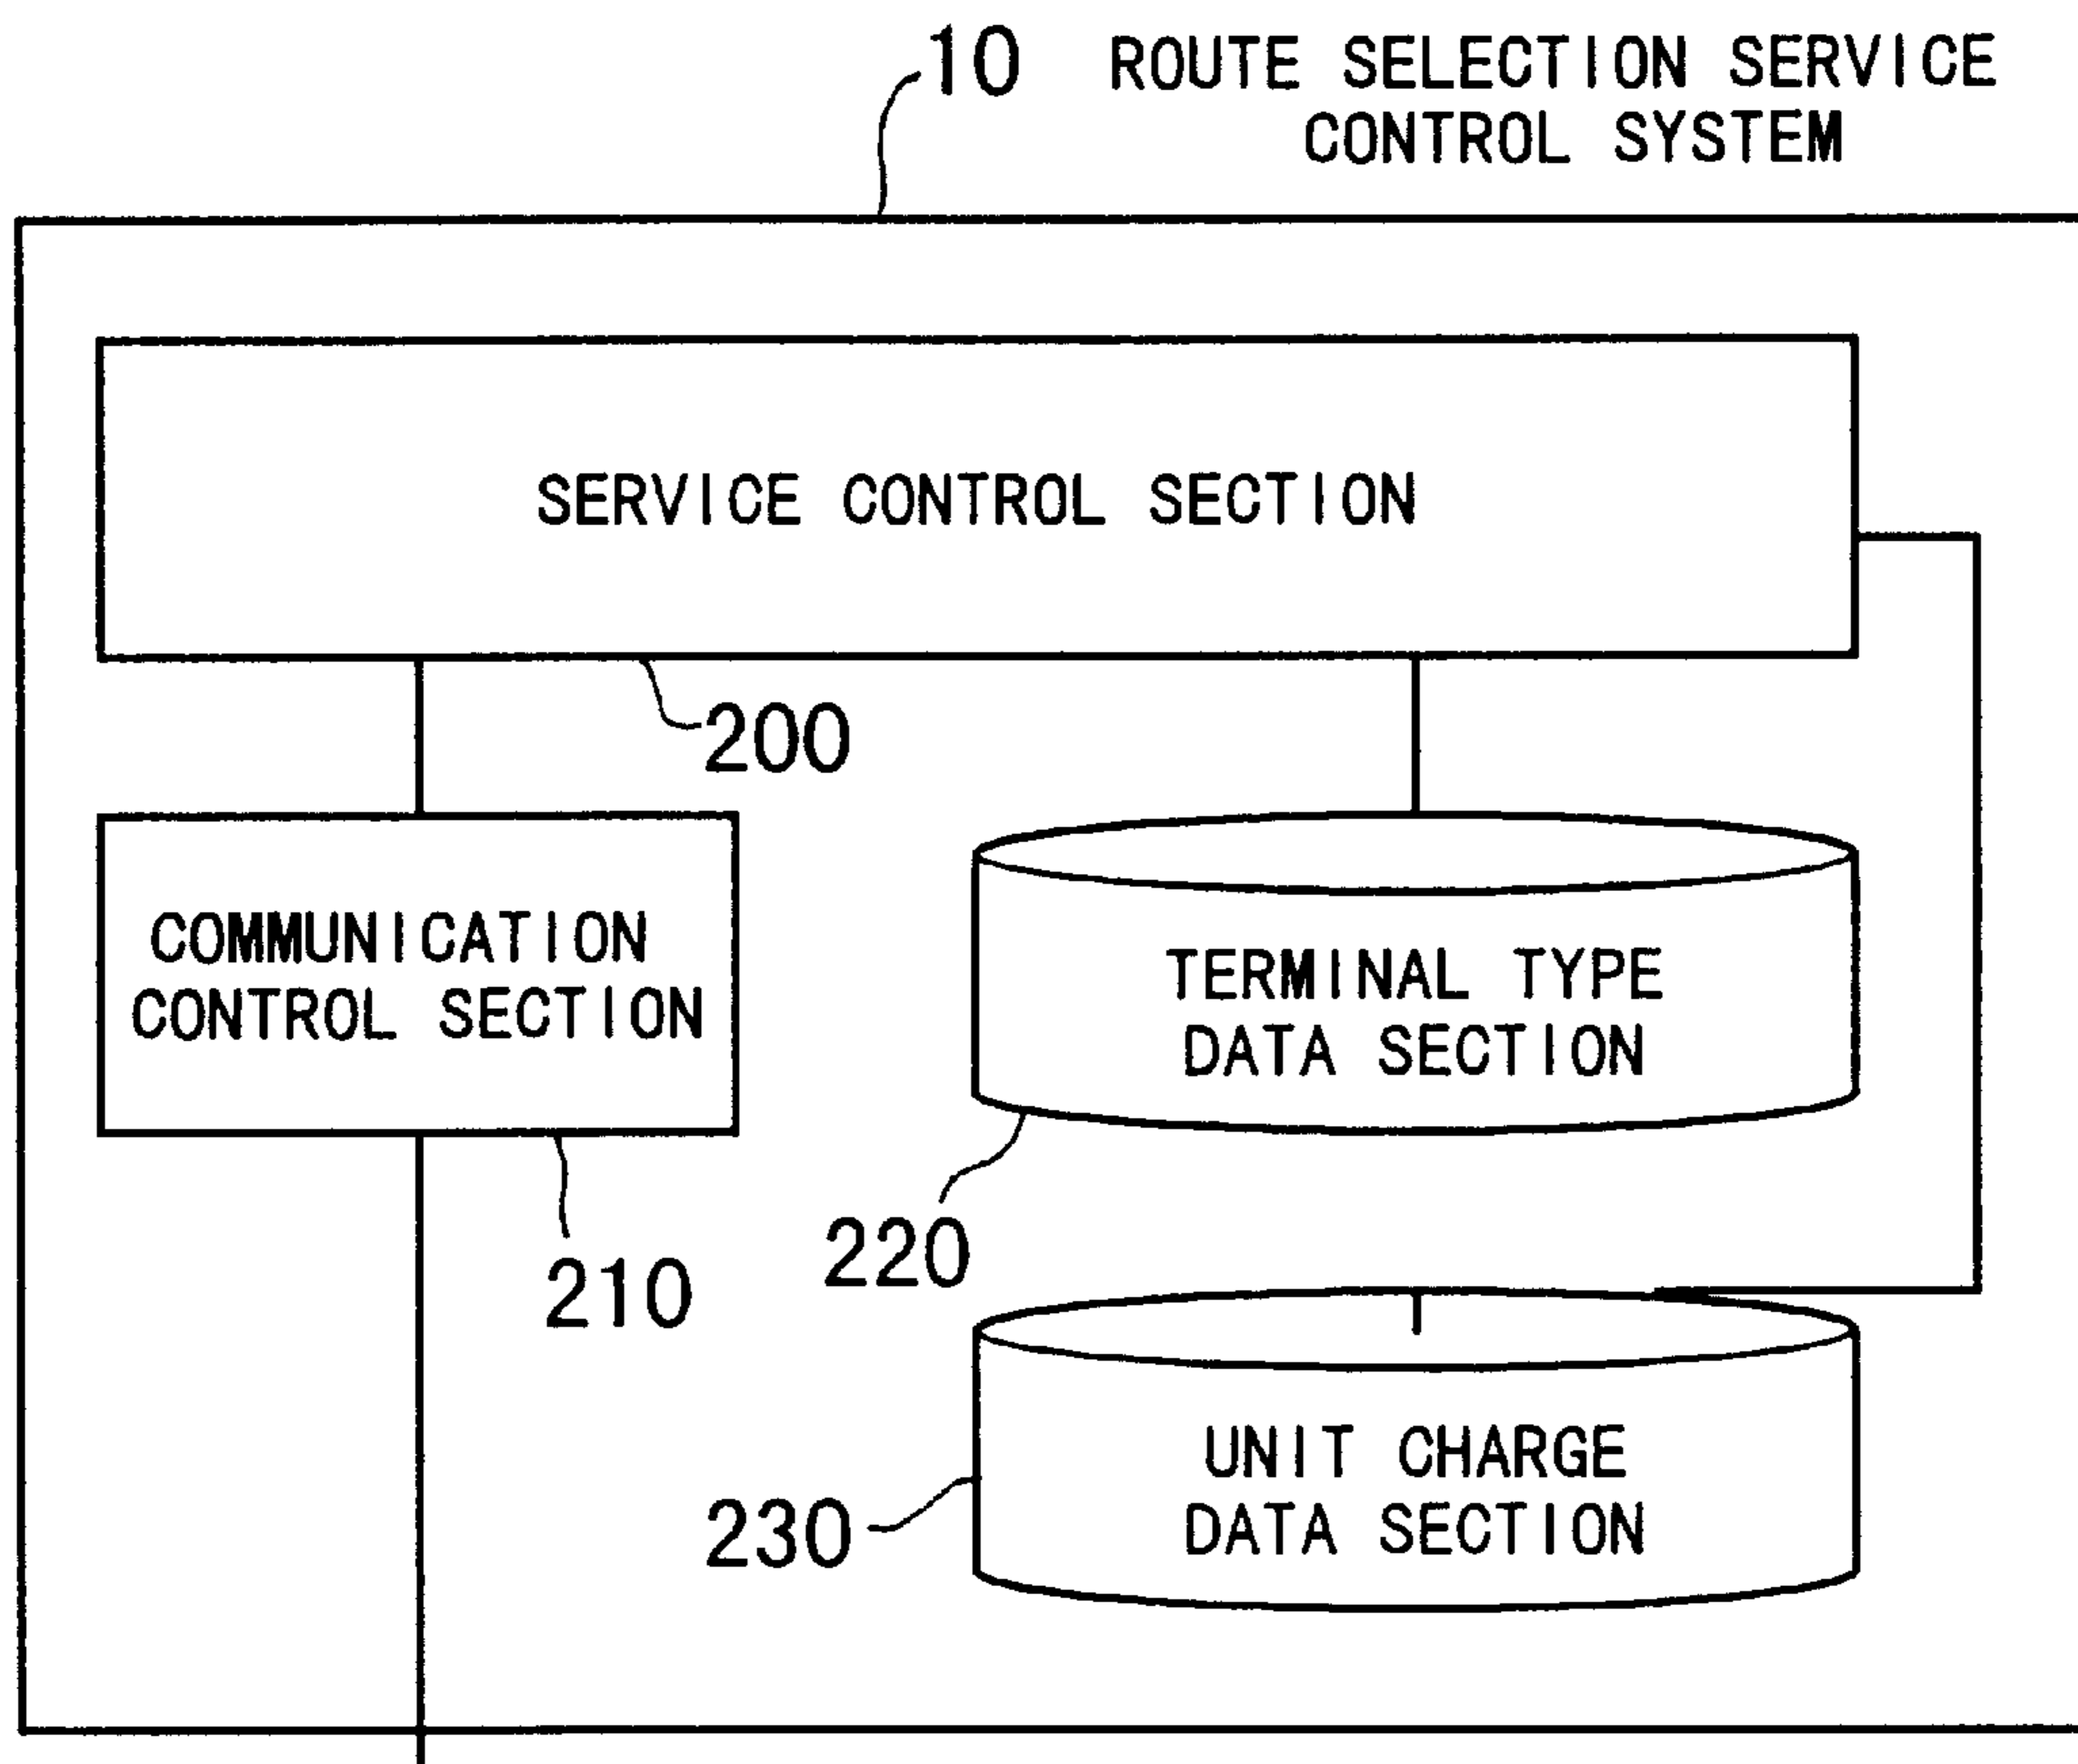 10 ROUTE SELECTION SERVICE
CONTROL SYSTEM
SERVICE CONTROL SECTION
200
COMMUNICATION
CONTROL SECTION
210
TERMINAL TYPE
DATA SECTION
220
UNIT CHARGE
DATA SECTION
230